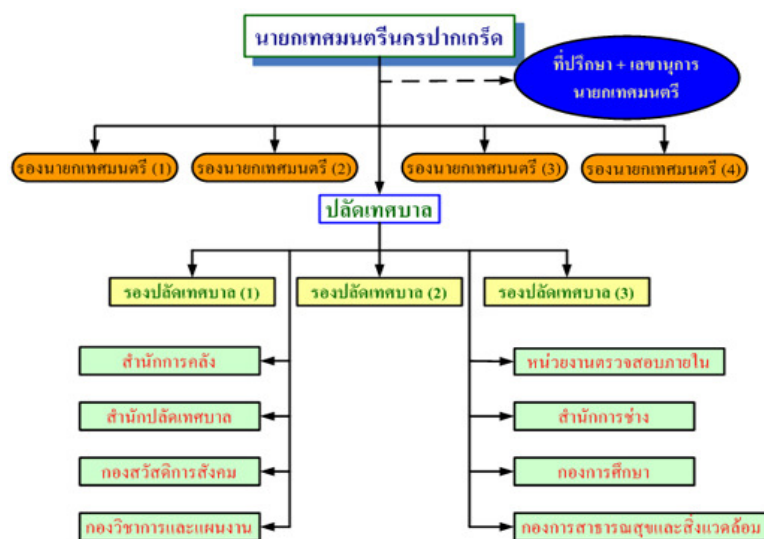 นายกเทศมนตรีนครปากเกร็ด
ที่ปรึกษา + เลขานุการ
นายกเทศมนตรี
รองนายกเทศมนตรี (1)
รองนายกเทศมนตรี (2)
รองนายกเทศมนตรี (3)
รองนายกเทศมนตรี (4)
ปลัดเทศบาล
รองปลัดเทศบาล (1)
รองปลัดเทศบาล (2)
รองปลัดเทศบาล (3)
สำนักการคลัง
หน่วยงานตรวจสอบภายใน
สำนักปลัดเทศบาล
สำนักการช่าง
กองสวัสดิการสังคม
กองการศึกษา
กองวิชาการและแผนงาน
กองการสาธารณสุขและสิ่งแวดล้อม